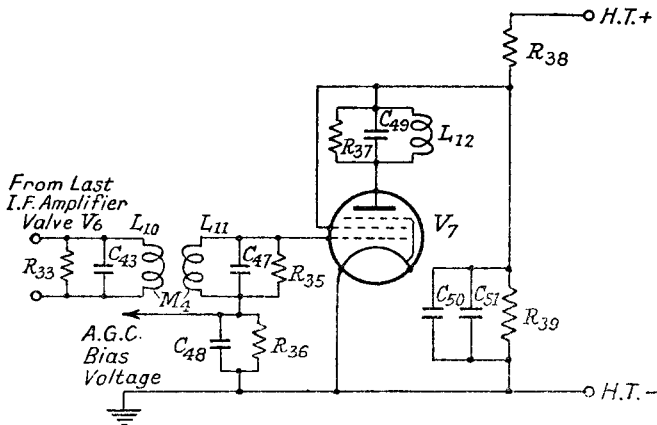 H.T.+
R38
C49
L12
R37
From Last
I.F. Amplifier
Valve V6
L10
L11
V7
R33
C43
C47
R35
M4
C50
C51
R39
A.G.C.
Bias
Voltage
C48
R36
H.T.-